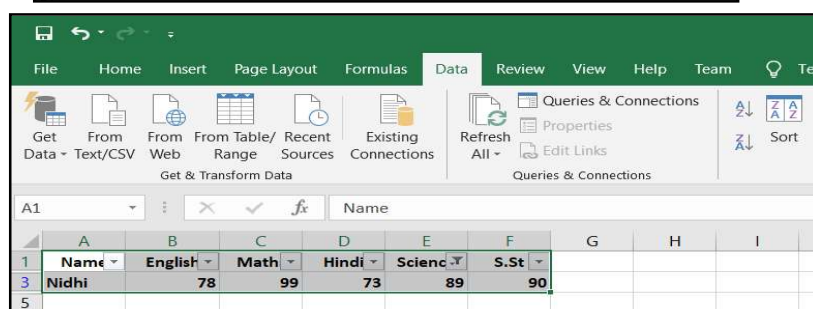 File Home Insert Page Layout Formulas Data Review View Help Team Te
Get Data From Text/CSV From Web From Table/ Range Recent Sources Existing Connections Refresh All Queries & Connections Properties Edit Links Sort
Get & Transform Data Queries & Connections
A1 fx Name
A B C D E F G H I
1 Name English Math Hindi Scienc S.St
3 Nidhi 78 99 73 89 90
5